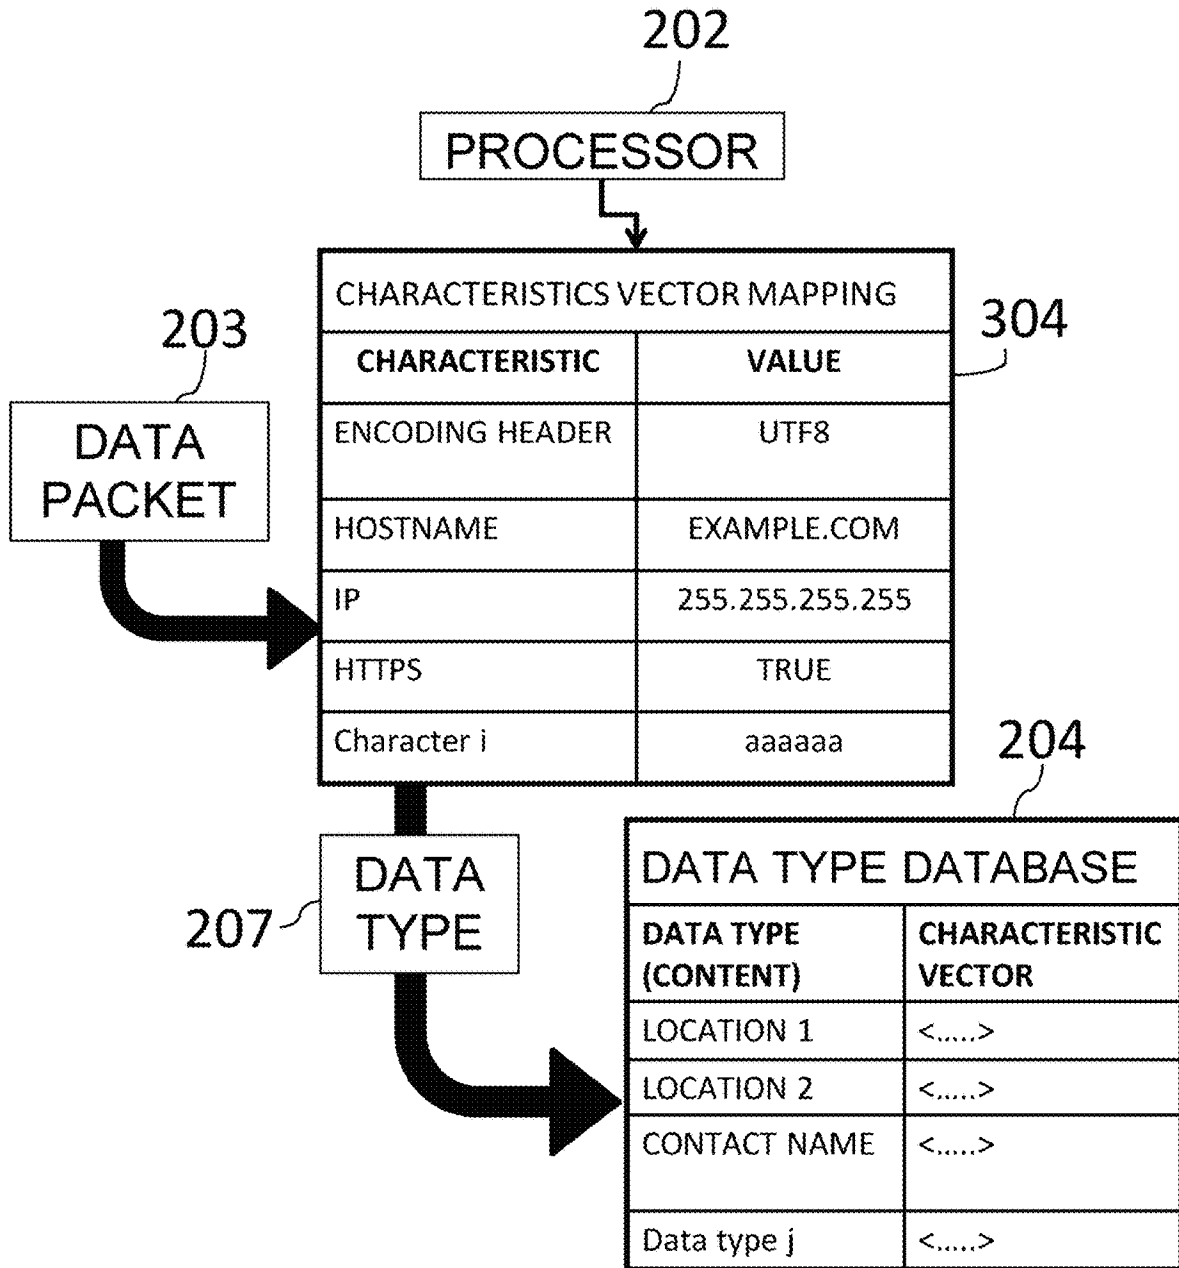 202
PROCESSOR
CHARACTERISTICS VECTOR MAPPING
304
203
CHARACTERISTIC VALUE
DATA
PACKET
ENCODING HEADER UTF8
HOSTNAME EXAMPLE.COM
IP 255.255.255.255
HTTPS TRUE
Character i aaaaaa
204
DATA
TYPE
207
DATA TYPE DATABASE
DATA TYPE
(CONTENT)
CHARACTERISTIC
VECTOR
LOCATION 1 <.....>
LOCATION 2 <.....>
CONTACT NAME <.....>
Data type j <.....>